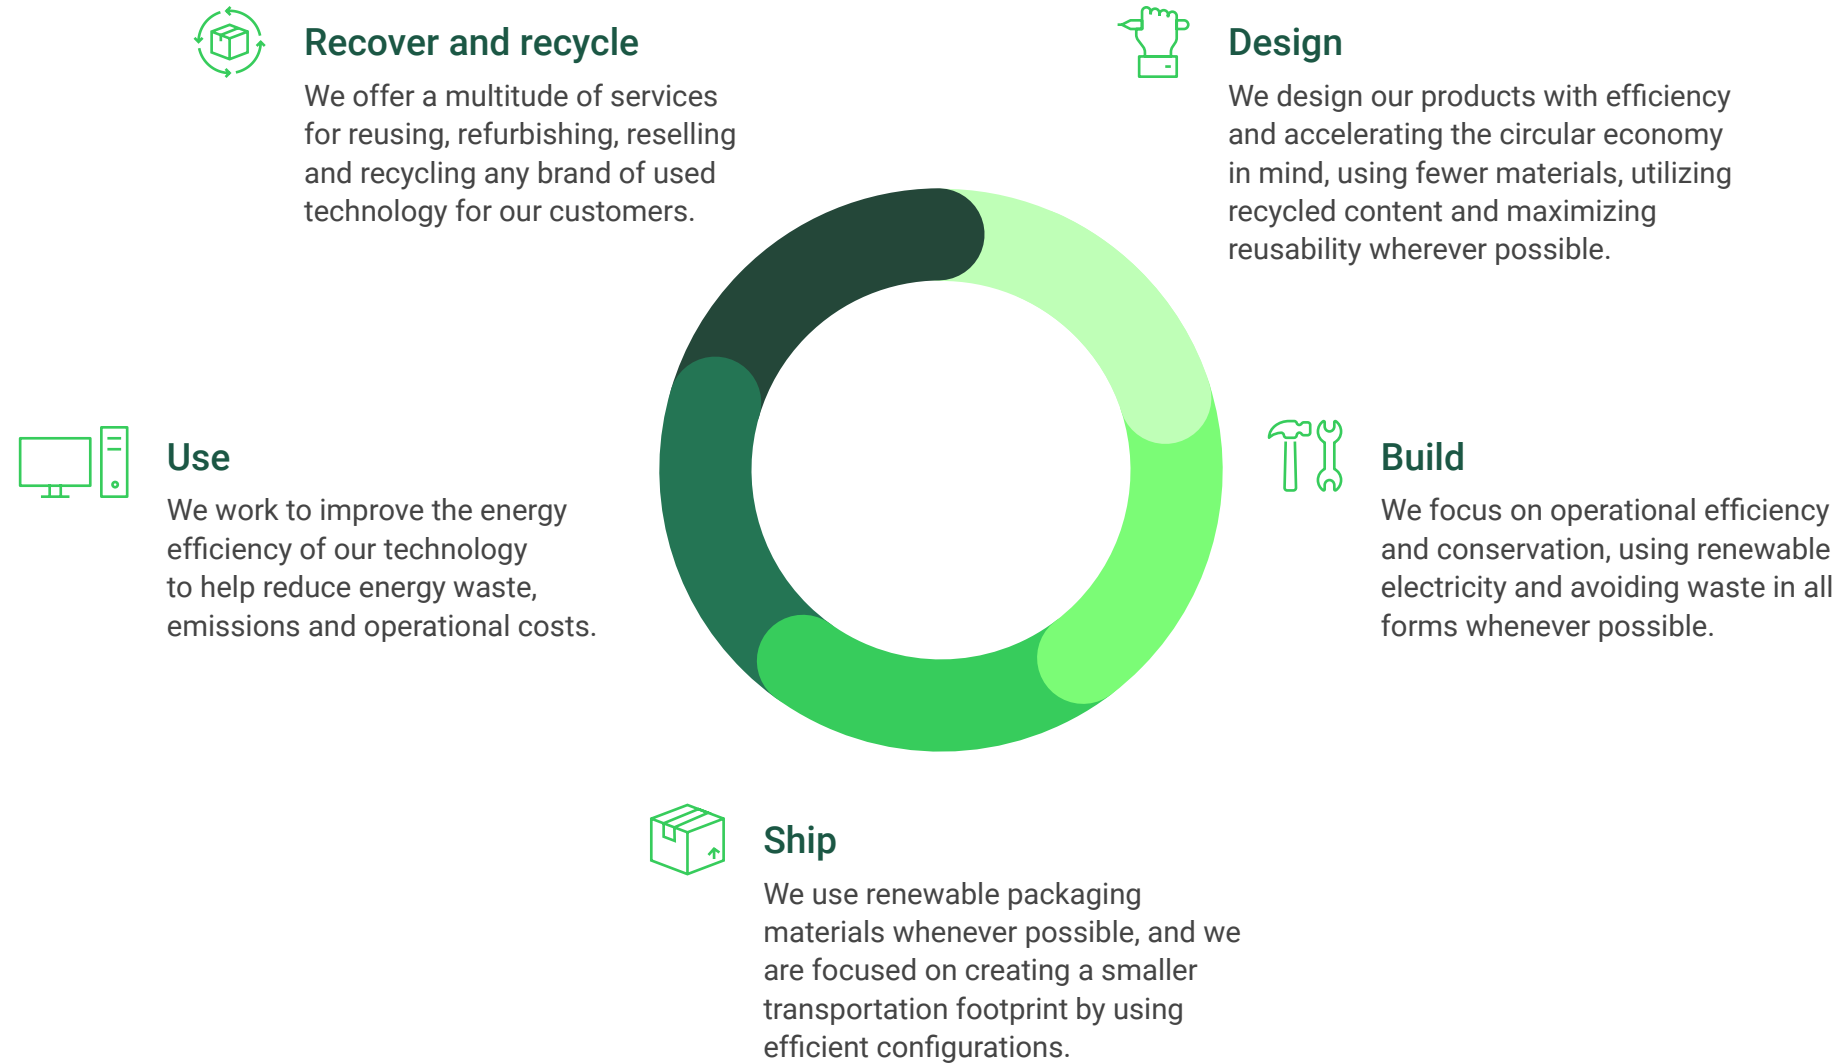 Recover and recycle
We offer a multitude of services
for reusing, refurbishing, reselling
and recycling any brand of used
technology for our customers.
Design
We design our products with efficiency
and accelerating the circular economy
in mind, using fewer materials, utilizing
recycled content and maximizing
reusability wherever possible.
Use
We work to improve the energy
efficiency of our technology
to help reduce energy waste,
emissions and operational costs.
Build
We focus on operational efficiency
and conservation, using renewable
electricity and avoiding waste in all
forms whenever possible.
Ship
We use renewable packaging
materials whenever possible, and we
are focused on creating a smaller
transportation footprint by using
efficient configurations.